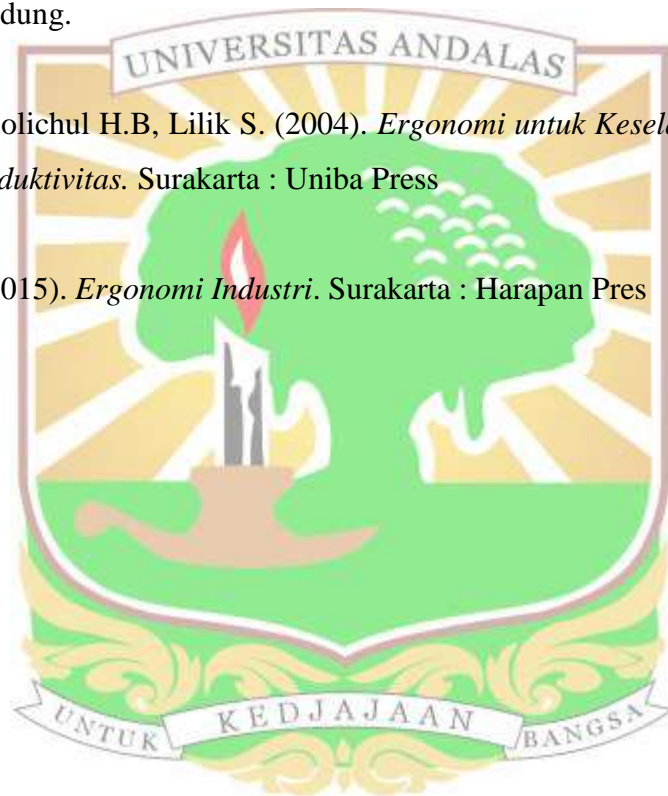 dung.
UNIVERSITAS ANDALAS
olichul H.B, Lilik S. (2004). Ergonomi untuk Kesela
duktivitas. Surakarta : Uniba Press
015). Ergonomi Industri. Surakarta : Harapan Pres
UNTUK KEDJAJAAN BANGSA